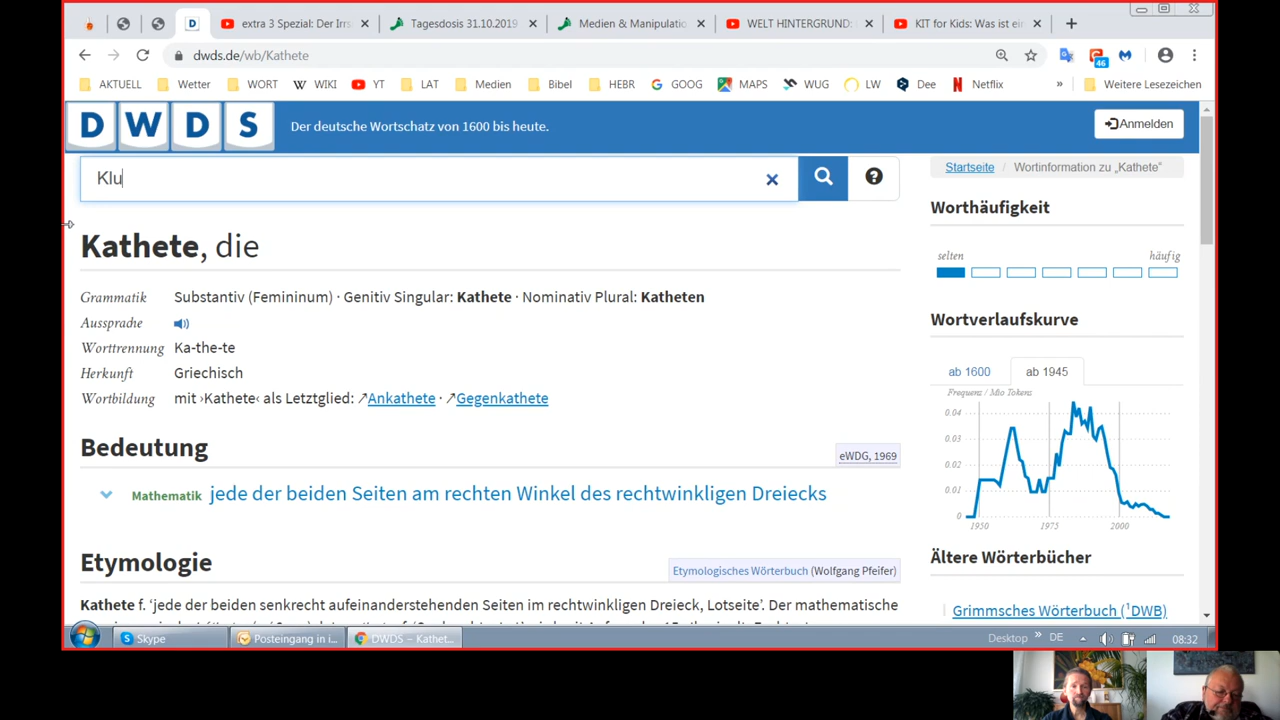 extra 3 Spezial: Der Irrs
Tagesdosis 31.10.2019
Medien & Manipulatio
WELT HINTERGRUND:
KIT for Kids: Was ist ein
dwds.de/wb/Kathete
46
AKTUELL Wetter WORT WIKI YT LAT Medien Bibel HEBR GOOG MAPS WUG LW Dee Netflix » Weitere Lesezeichen
D W D S
Der deutsche Wortschatz von 1600 bis heute.
Anmelden
Klu
Startseite / Wortinformation zu „Kathete“
Kathete, die
Grammatik Substantiv (Femininum) · Genitiv Singular: Kathete · Nominativ Plural: Katheten
Aussprache
Worttrennung Ka-the-te
Herkunft Griechisch
Wortbildung mit ›Kathete‹ als Letztglied: ↗Ankathete · ↗Gegenkathete
Bedeutung
eWDG, 1969
Mathematik jede der beiden Seiten am rechten Winkel des rechtwinkligen Dreiecks
Etymologie
Etymologisches Wörterbuch (Wolfgang Pfeifer)
Kathete f. ‘jede der beiden senkrecht aufeinanderstehenden Seiten im rechtwinkligen Dreieck, Lotseite’. Der mathematische
Worthäufigkeit
selten häufig
Wortverlaufskurve
ab 1600 ab 1945
Frequenz / Mio Tokens
0.04
0.03
0.02
0.01
0
1950 1975 2000
Ältere Wörterbücher
Grimmsches Wörterbuch (¹DWB)
Skype
Posteingang in i...
DWDS – Kathet...
Desktop » DE 08:32